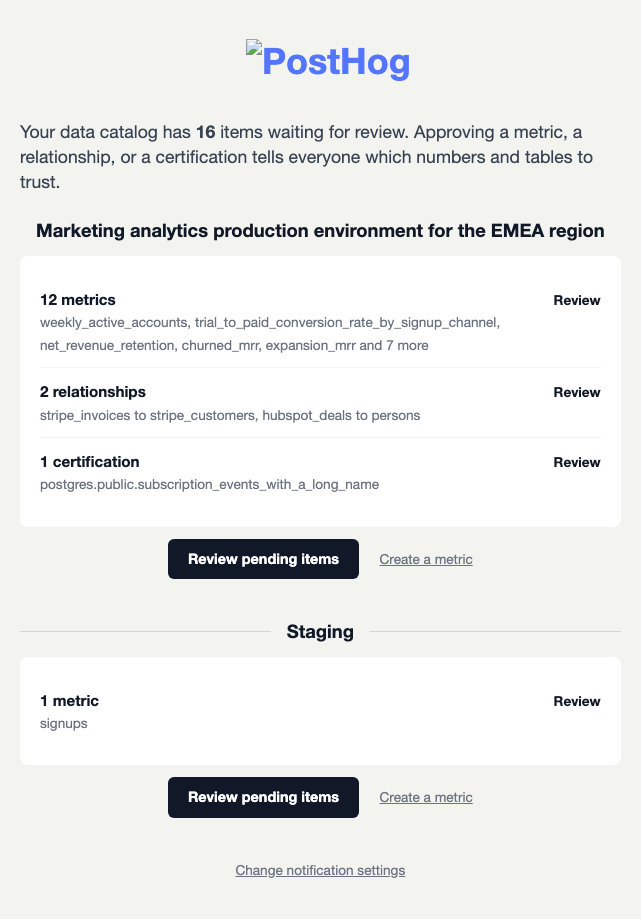 PostHog
Your data catalog has 16 items waiting for review. Approving a metric, a
relationship, or a certification tells everyone which numbers and tables to
trust.
Marketing analytics production environment for the EMEA region
12 metrics Review
weekly_active_accounts, trial_to_paid_conversion_rate_by_signup_channel,
net_revenue_retention, churned_mrr, expansion_mrr and 7 more
2 relationships Review
stripe_invoices to stripe_customers, hubspot_deals to persons
1 certification Review
postgres.public.subscription_events_with_a_long_name
Review pending items Create a metric
Staging
1 metric Review
signups
Review pending items Create a metric
Change notification settings